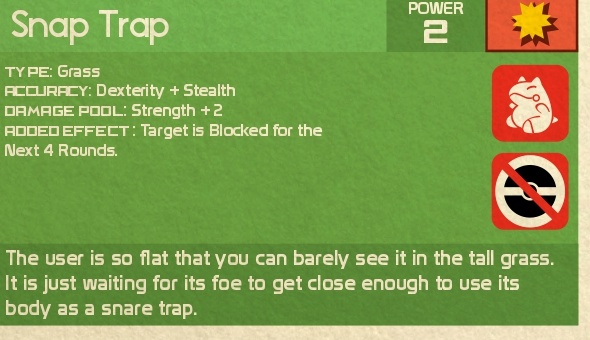 Snap Trap
POWER
2
TYPE: Grass
ACCURACY: Dexterity + Stealth
DAMAGE POOL: Strength +2
ADDED EFFECT: Target is Blocked for the
Next 4 Rounds.
The user is so flat that you can barely see it in the tall grass.
It is just waiting for its foe to get close enough to use its
body as a snare trap.